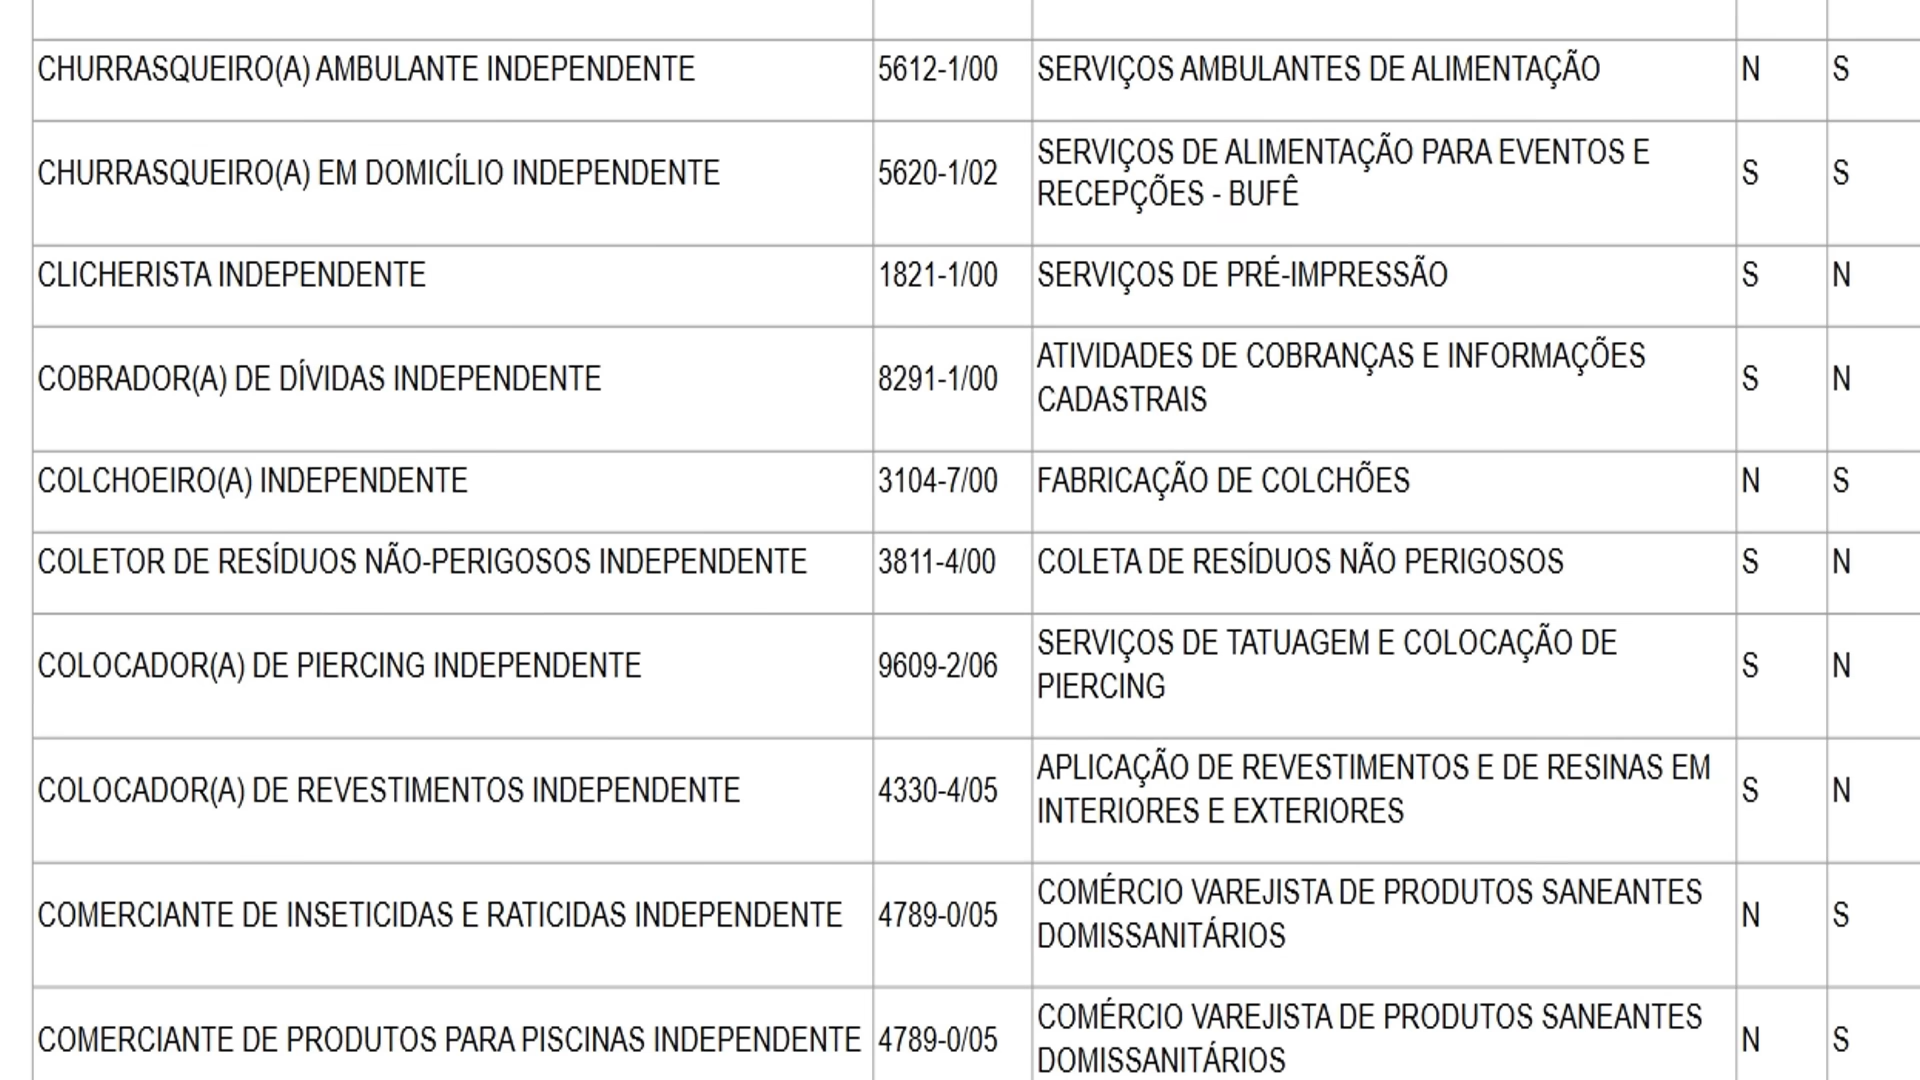 CHURRASQUEIRO(A) AMBULANTE INDEPENDENTE 5612-1/00 SERVIÇOS AMBULANTES DE ALIMENTAÇÃO N S
CHURRASQUEIRO(A) EM DOMICÍLIO INDEPENDENTE 5620-1/02 SERVIÇOS DE ALIMENTAÇÃO PARA EVENTOS E
RECEPÇÕES - BUFÊ S S
CLICHERISTA INDEPENDENTE 1821-1/00 SERVIÇOS DE PRÉ-IMPRESSÃO S N
COBRADOR(A) DE DÍVIDAS INDEPENDENTE 8291-1/00 ATIVIDADES DE COBRANÇAS E INFORMAÇÕES
CADASTRAIS S N
COLCHOEIRO(A) INDEPENDENTE 3104-7/00 FABRICAÇÃO DE COLCHÕES N S
COLETOR DE RESÍDUOS NÃO-PERIGOSOS INDEPENDENTE 3811-4/00 COLETA DE RESÍDUOS NÃO PERIGOSOS S N
COLOCADOR(A) DE PIERCING INDEPENDENTE 9609-2/06 SERVIÇOS DE TATUAGEM E COLOCAÇÃO DE
PIERCING S N
COLOCADOR(A) DE REVESTIMENTOS INDEPENDENTE 4330-4/05 APLICAÇÃO DE REVESTIMENTOS E DE RESINAS EM
INTERIORES E EXTERIORES S N
COMERCIANTE DE INSETICIDAS E RATICIDAS INDEPENDENTE 4789-0/05 COMÉRCIO VAREJISTA DE PRODUTOS SANEANTES
DOMISSANITÁRIOS N S
COMERCIANTE DE PRODUTOS PARA PISCINAS INDEPENDENTE 4789-0/05 COMÉRCIO VAREJISTA DE PRODUTOS SANEANTES
DOMISSANITÁRIOS N S